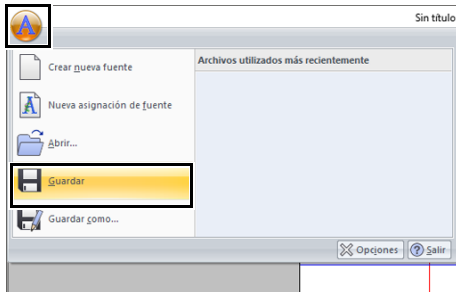 Sin título
Crear nueva fuente
Archivos utilizados más recientemente
Nueva asignación de fuente
Abrir...
Guardar
Guardar como...
Opciones
Salir